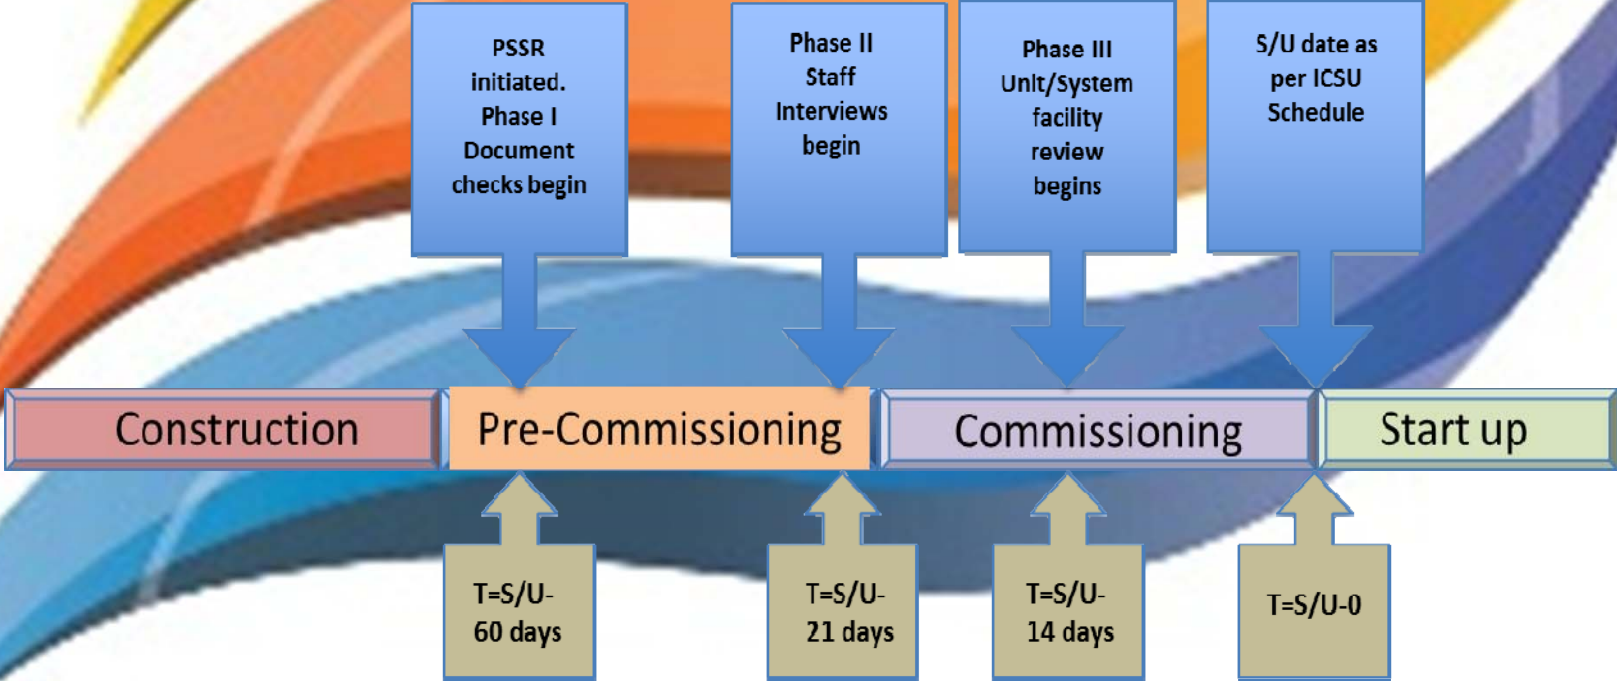 PSSR
initiated.
Phase I
Document
checks begin
Phase II
Staff
Interviews
begin
Phase III
Unit/System
facility
review
begins
S/U date as
per ICSU
Schedule
Construction
Pre-Commissioning
Commissioning
Start up
T=S/U-
60 days
T=S/U-
21 days
T=S/U-
14 days
T=S/U-0